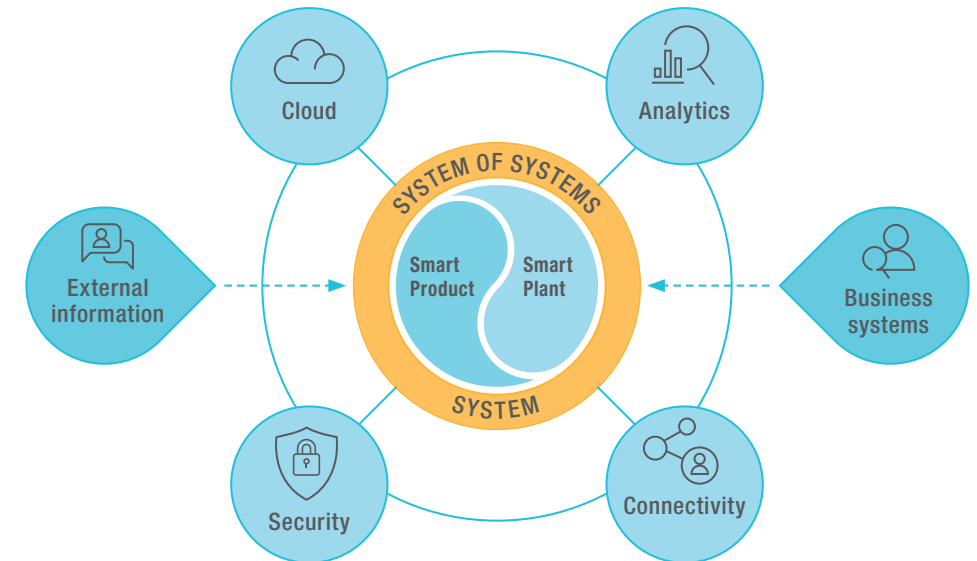 Cloud
Analytics
SYSTEM OF SYSTEMS
External
information
Smart
Product
Smart
Plant
Business
systems
SYSTEM
Security
Connectivity